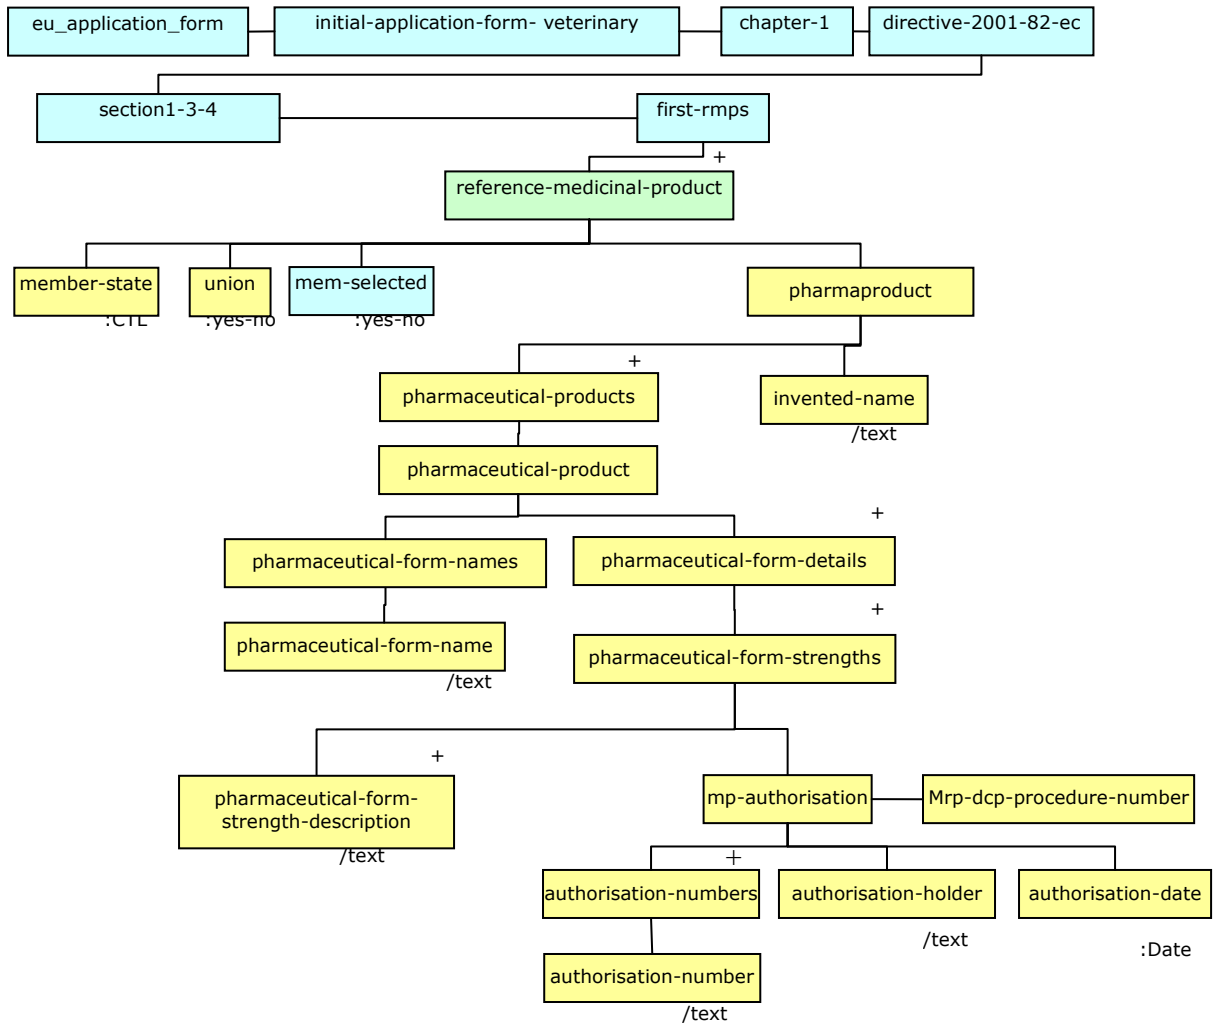 eu_application_form
initial-application-form- veterinary
chapter-1
directive-2001-82-ec
section1-3-4
first-rmps
+
reference-medicinal-product
member-state
:CTL
union
:yes-no
mem-selected
:yes-no
pharmaproduct
+
pharmaceutical-products
invented-name
/text
pharmaceutical-product
+
pharmaceutical-form-names
pharmaceutical-form-details
+
pharmaceutical-form-name
/text
pharmaceutical-form-strengths
+
pharmaceutical-form-
strength-description
/text
mp-authorisation
Mrp-dcp-procedure-number
+
authorisation-numbers
authorisation-holder
/text
authorisation-date
:Date
authorisation-number
/text